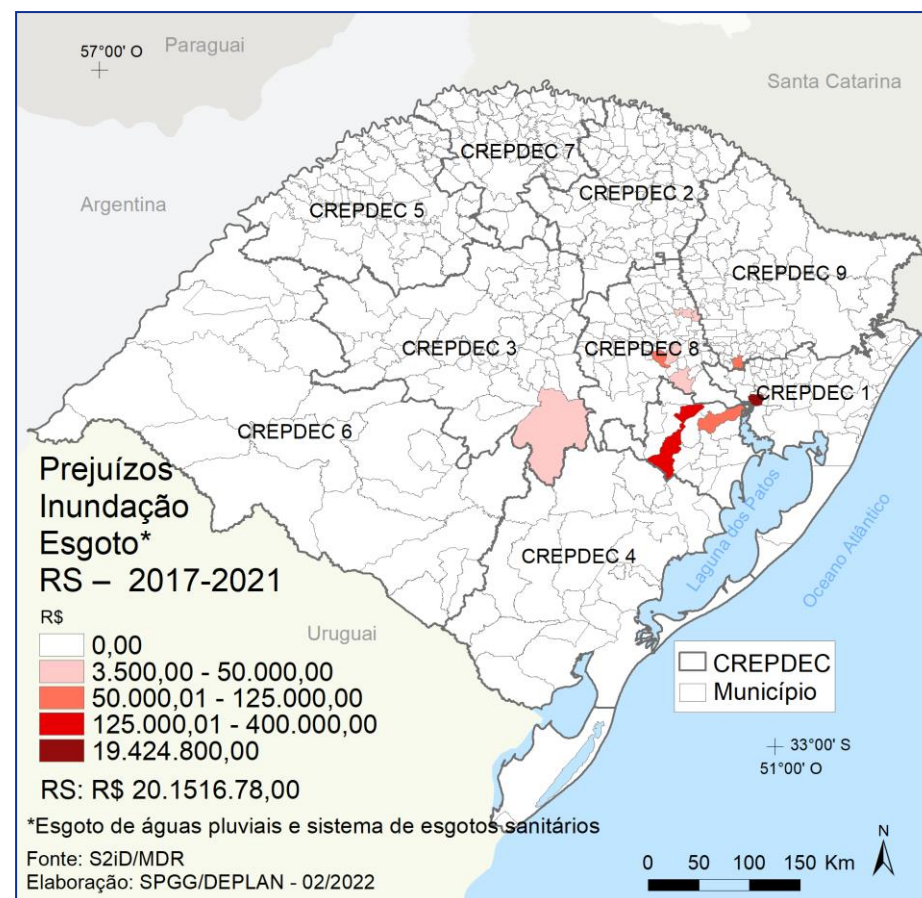 57°00' O
Paraguai
Santa Catarina
Argentina
CREPDEC 7
CREPDEC 2
CREPDEC 5
CREPDEC 9
CREPDEC 3
CREPDEC 8
CREPDEC 1
CREPDEC 6
CREPDEC 4
Laguna dos Patos
Oceano Atlântico
Uruguai
Prejuízos
Inundação
Esgoto*
RS – 2017-2021
R$
0,00
3.500,00 - 50.000,00
50.000,01 - 125.000,00
125.000,01 - 400.000,00
19.424.800,00
RS: R$ 20.1516.78,00
*Esgoto de águas pluviais e sistema de esgotos sanitários
Fonte: S2iD/MDR
Elaboração: SPGG/DEPLAN - 02/2022
CREPDEC
Município
33°00' S
51°00' O
N
0 50 100 150 Km